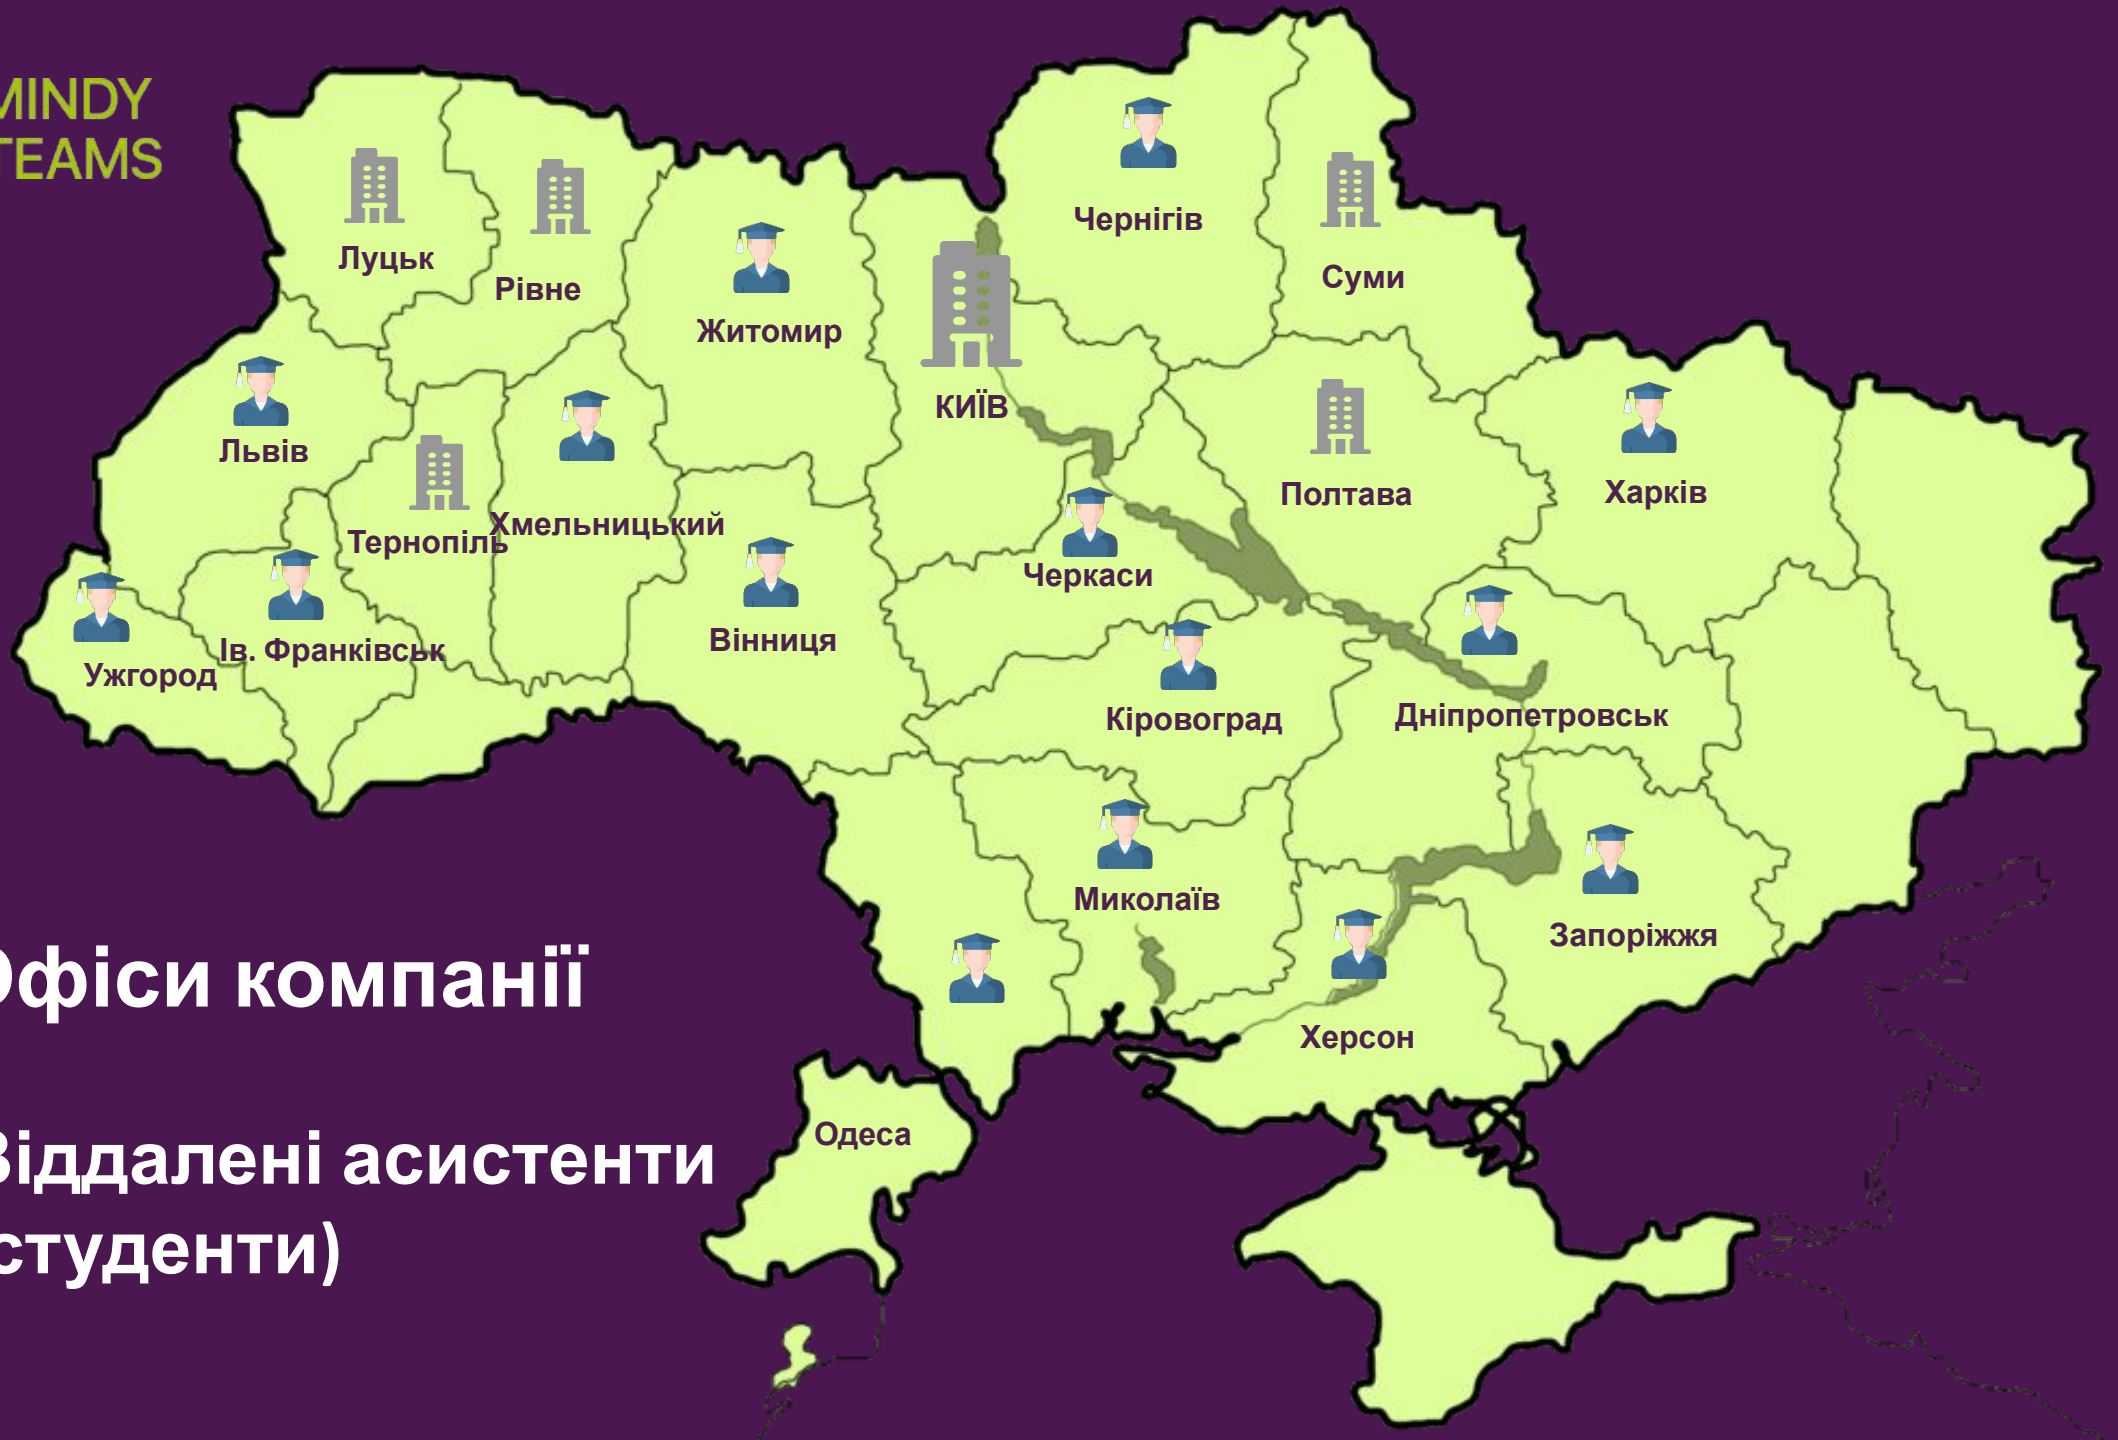 MINDY
TEAMS
Чернігів
Луцьк
Суми
Рівне
Житомир
КИЇВ
Львів
Полтава
Харків
Хмельницький
Тернопіль
Черкаси
Вінниця
Ів. Франківськ
Ужгород
Кіровоград
Дніпропетровськ
Миколаїв
Запоріжжя
Офіси компанії
Херсон
Одеса
Віддалені асистенти
(студенти)